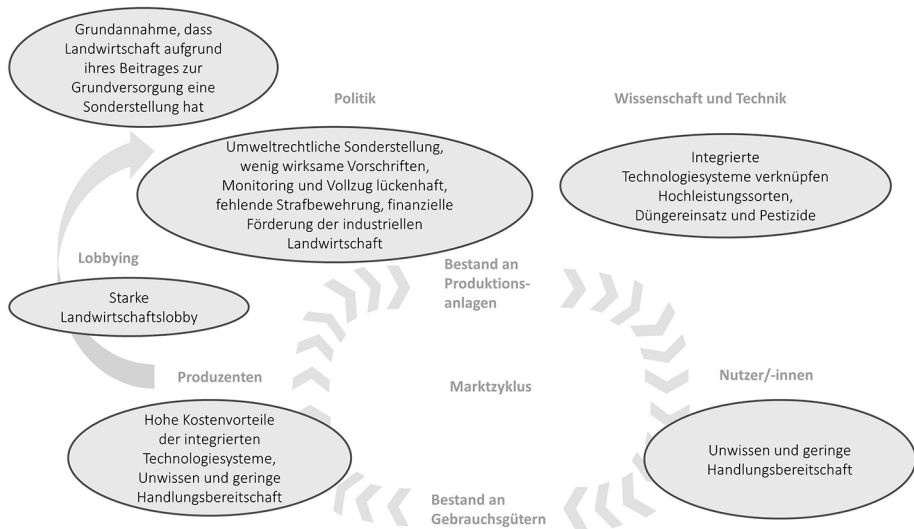 Grundannahme, dass
Landwirtschaft aufgrund
ihres Beitrages zur
Grundversorgung eine
Sonderstellung hat
Politik
Wissenschaft und Technik
Umweltrechtliche Sonderstellung,
wenig wirksame Vorschriften,
Monitoring und Vollzug lückenhaft,
fehlende Strafbewehrung, finanzielle
Förderung der industriellen
Landwirtschaft
Integrierte
Technologiesysteme verknüpfen
Hochleistungssorten,
Düngereinsatz und Pestizide
Lobbying
Starke
Landwirtschaftslobby
Bestand an
Produktions-
anlagen
Produzenten
Marktzyklus
Nutzer/-innen
Hohe Kostenvorteile
der integrierten
Technologiesysteme,
Unwissen und geringe
Handlungsbereitschaft
Unwissen und geringe
Handlungsbereitschaft
Bestand an
Gebrauchsgütern